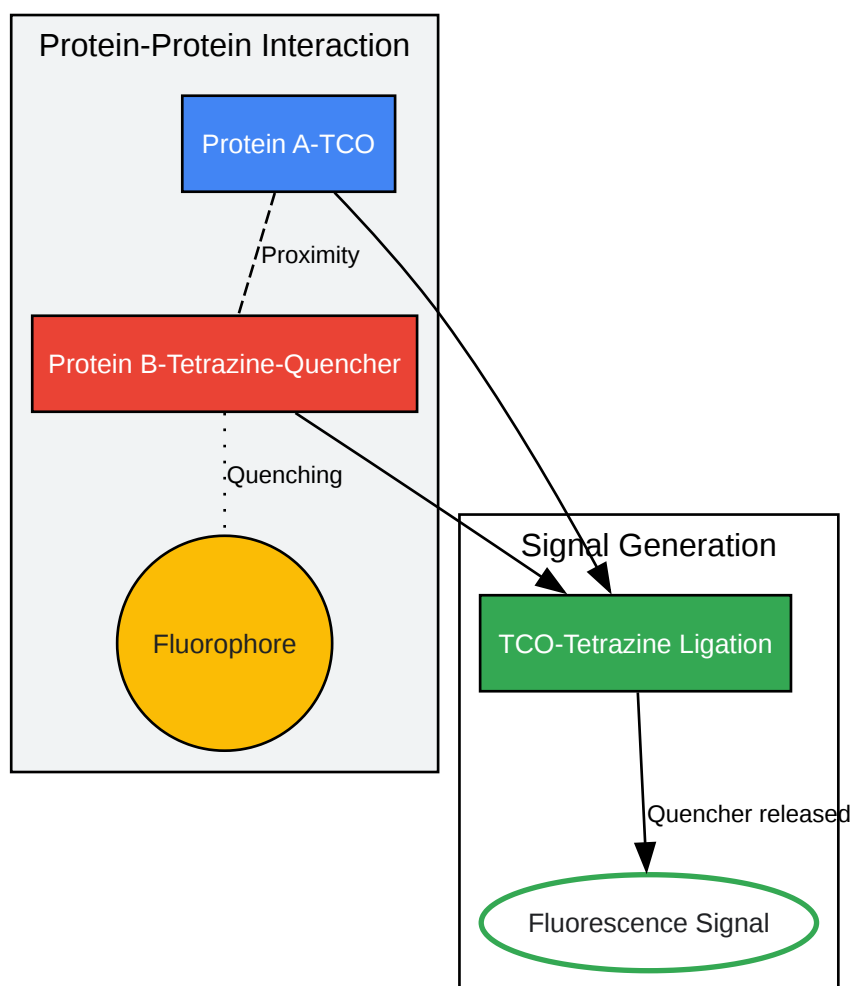 Protein-Protein Interaction
Protein A-TCO
Proximity
Protein B-Tetrazine-Quencher
Quenching
Fluorophore
Signal Generation
TCO-Tetrazine Ligation
Quencher released
Fluorescence Signal